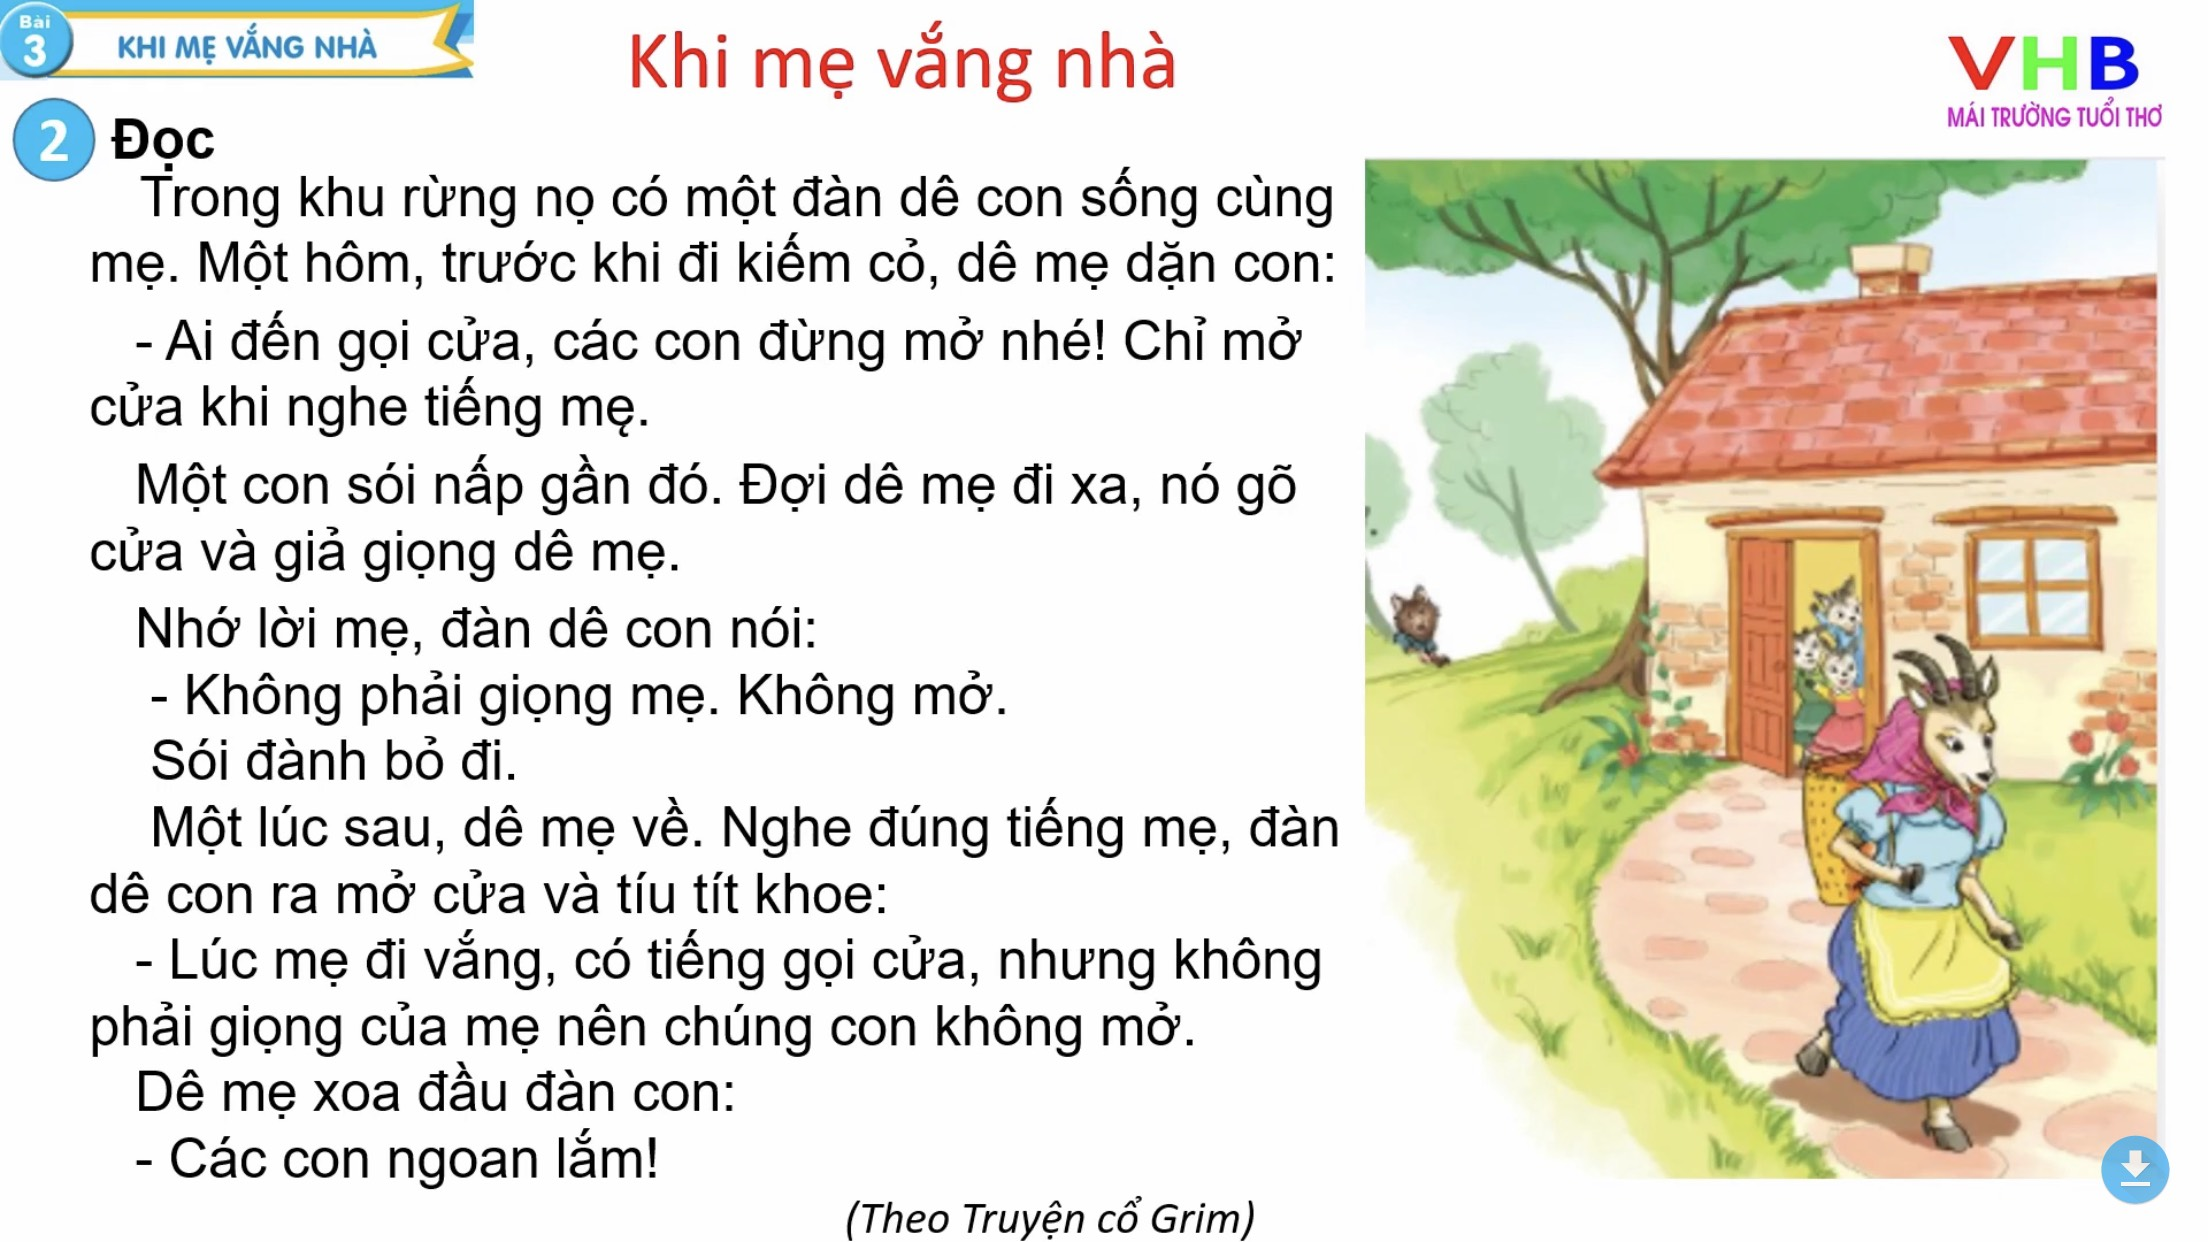 Bài
3
KHI MẸ VẮNG NHÀ
Khi mẹ vắng nhà
VHB
MÁI TRƯỜNG TUỔI THƠ
2 Đọc
Trong khu rừng nọ có một đàn dê con sống cùng
mẹ. Một hôm, trước khi đi kiếm cỏ, dê mẹ dặn con:
- Ai đến gọi cửa, các con đừng mở nhé! Chỉ mở
cửa khi nghe tiếng mẹ.
Một con sói nấp gần đó. Đợi dê mẹ đi xa, nó gõ
cửa và giả giọng dê mẹ.
Nhớ lời mẹ, đàn dê con nói:
- Không phải giọng mẹ. Không mở.
Sói đành bỏ đi.
Một lúc sau, dê mẹ về. Nghe đúng tiếng mẹ, đàn
dê con ra mở cửa và tíu tít khoe:
- Lúc mẹ đi vắng, có tiếng gọi cửa, nhưng không
phải giọng của mẹ nên chúng con không mở.
Dê mẹ xoa đầu đàn con:
- Các con ngoan lắm!
(Theo Truyện cổ Grim)